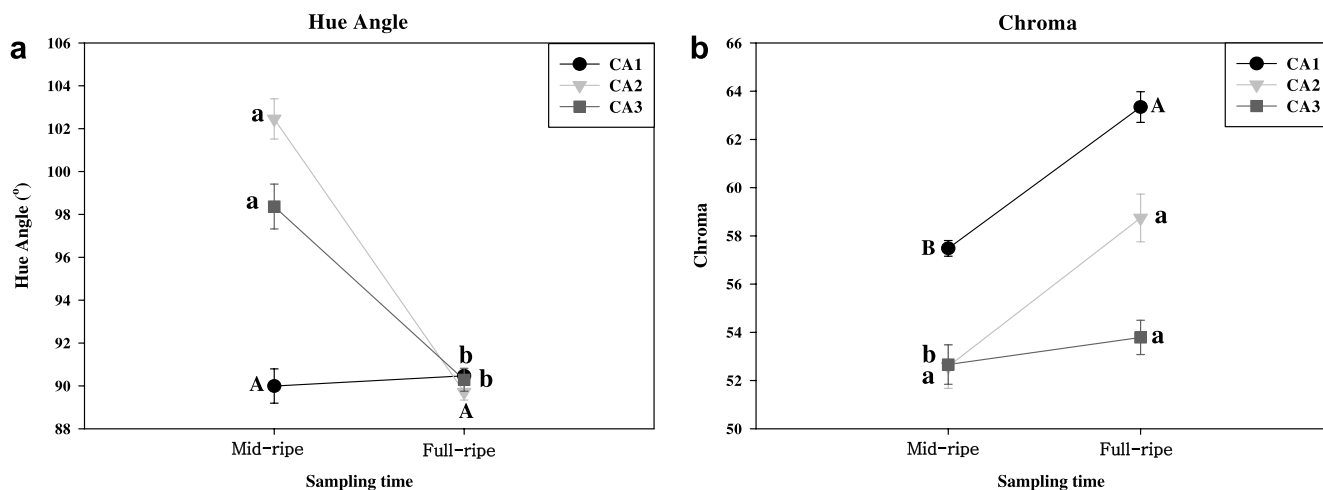 a
Hue Angle
106
104
102
100
98
96
94
92
90
88
Hue Angle (º)
CA1
CA2
CA3
a
a
A
b
b
A
Mid-ripe Full-ripe
Sampling time
b
Chroma
66
64
62
60
58
56
54
52
50
Chroma
CA1
CA2
CA3
A
B
a
b
a
a
Mid-ripe Full-ripe
Sampling time